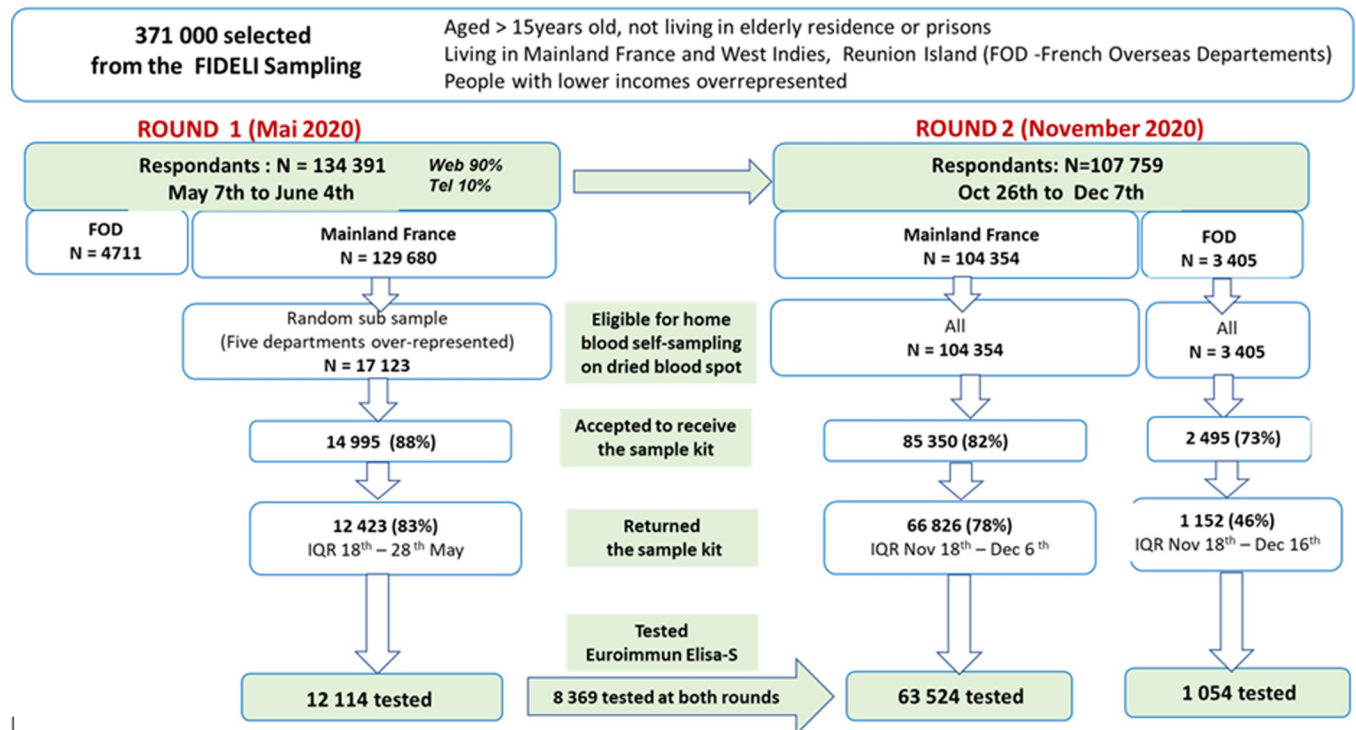 371 000 selected
from the FIDELI Sampling
Aged > 15years old, not living in elderly residence or prisons
Living in Mainland France and West Indies, Reunion Island (FOD -French Overseas Departements)
People with lower incomes overrepresented
ROUND 1 (Mai 2020)
Respondants : N = 134 391
May 7th to June 4th
Web 90%
Tel 10%
ROUND 2 (November 2020)
Respondants: N=107 759
Oct 26th to Dec 7th
FOD
N = 4711
Mainland France
N = 129 680
Mainland France
N = 104 354
FOD
N = 3 405
Random sub sample
(Five departments over-represented)
N = 17 123
Eligible for home
blood self-sampling
on dried blood spot
All
N = 104 354
All
N = 3 405
14 995 (88%)
Accepted to receive
the sample kit
85 350 (82%)
2 495 (73%)
12 423 (83%)
IQR 18th – 28 th May
Returned
the sample kit
66 826 (78%)
IQR Nov 18th – Dec 6 th
1 152 (46%)
IQR Nov 18th – Dec 16th
Tested
Euroimmun Elisa-S
12 114 tested
8 369 tested at both rounds
63 524 tested
1 054 tested